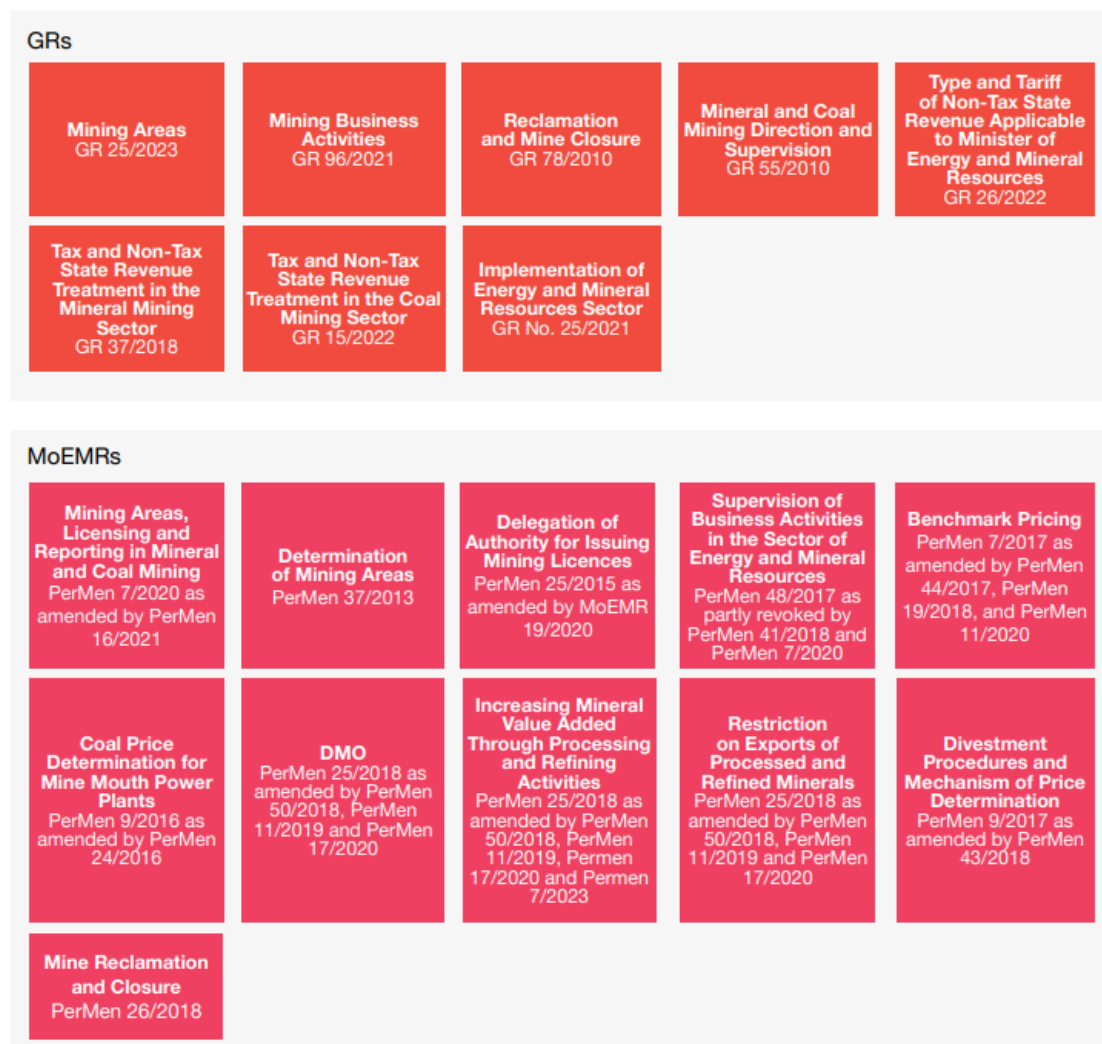 GRs
Mining Areas
GR 25/2023
Mining Business
Activities
GR 96/2021
Reclamation
and Mine Closure
GR 78/2010
Mineral and Coal
Mining Direction and
Supervision
GR 55/2010
Type and Tariff
of Non-Tax State
Revenue Applicable
to Minister of
Energy and Mineral
Resources
GR 26/2022
Tax and Non-Tax
State Revenue
Treatment in the
Mineral Mining
Sector
GR 37/2018
Tax and Non-Tax
State Revenue
Treatment in the Coal
Mining Sector
GR 15/2022
Implementation of
Energy and Mineral
Resources Sector
GR No. 25/2021
MoEMRs
Mining Areas,
Licensing and
Reporting in Mineral
and Coal Mining
PerMen 7/2020 as
amended by PerMen
16/2021
Determination
of Mining Areas
PerMen 37/2013
Delegation of
Authority for Issuing
Mining Licences
PerMen 25/2015 as
amended by MoEMR
19/2020
Supervision of
Business Activities
in the Sector of
Energy and Mineral
Resources
PerMen 48/2017 as
partly revoked by
PerMen 41/2018 and
PerMen 7/2020
Benchmark Pricing
PerMen 7/2017 as
amended by PerMen
44/2017, PerMen
19/2018, and PerMen
11/2020
Coal Price
Determination for
Mine Mouth Power
Plants
PerMen 9/2016 as
amended by PerMen
24/2016
DMO
PerMen 25/2018 as
amended by PerMen
50/2018, PerMen
11/2019 and PerMen
17/2020
Increasing Mineral
Value Added
Through Processing
and Refining
Activities
PerMen 25/2018 as
amended by PerMen
50/2018, PerMen
11/2019, Permen
17/2020 and Permen
7/2023
Restriction
on Exports of
Processed and
Refined Minerals
PerMen 25/2018 as
amended by PerMen
50/2018, PerMen
11/2019 and PerMen
17/2020
Divestment
Procedures and
Mechanism of Price
Determination
PerMen 9/2017 as
amended by PerMen
43/2018
Mine Reclamation
and Closure
PerMen 26/2018